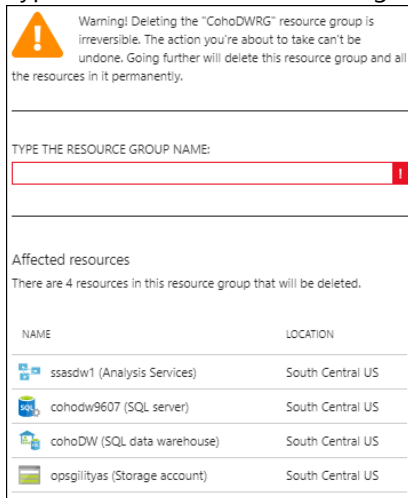 Warning! Deleting the "CohoDWRG" resource group is
irreversible. The action you're about to take can't be
undone. Going further will delete this resource group and all
the resources in it permanently.
TYPE THE RESOURCE GROUP NAME:
!
Affected resources
There are 4 resources in this resource group that will be deleted.
NAME LOCATION
ssasdw1 (Analysis Services) South Central US
cohodw9607 (SQL server) South Central US
cohoDW (SQL data warehouse) South Central US
opsgilityas (Storage account) South Central US